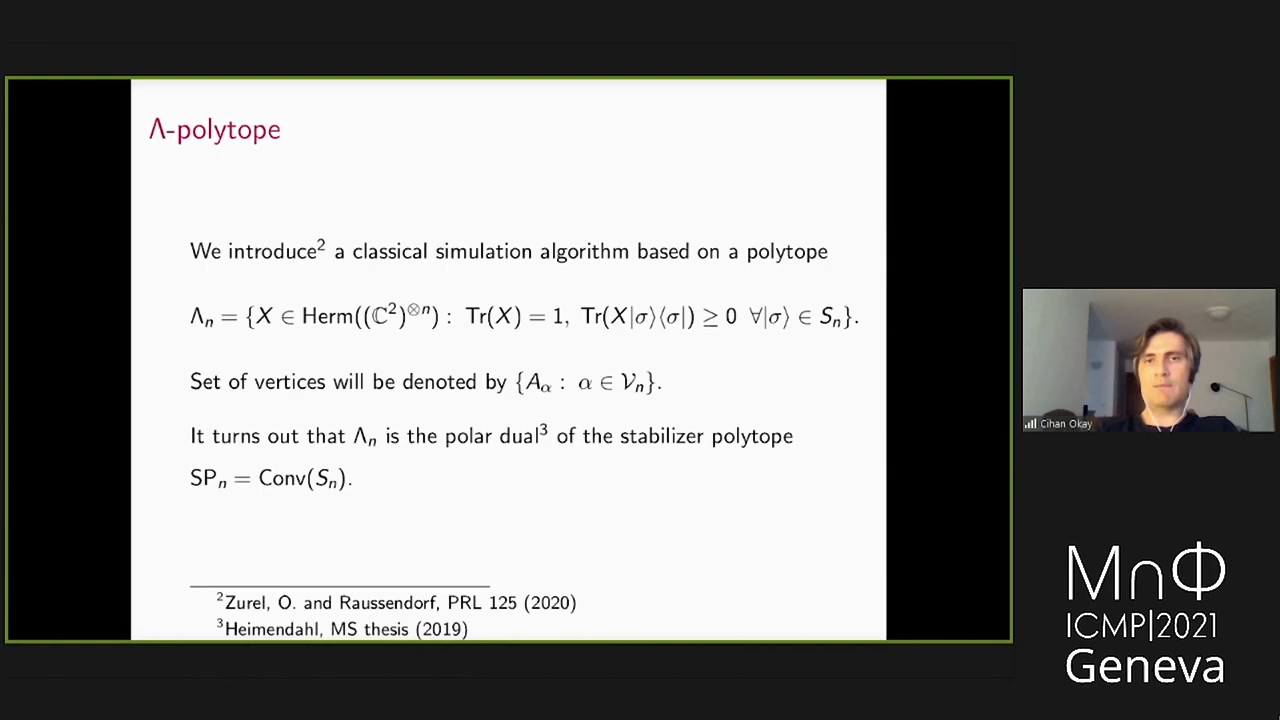 Λ-polytope
We introduce² a classical simulation algorithm based on a polytope
Λₙ = {X ∈ Herm((ℂ²)^⊗n) : Tr(X) = 1, Tr(X|σ⟩⟨σ|) ≥ 0 ∀|σ⟩ ∈ Sₙ}.
Set of vertices will be denoted by {A_α : α ∈ 𝒱ₙ}.
It turns out that Λₙ is the polar dual³ of the stabilizer polytope
SPₙ = Conv(Sₙ).
²Zurel, O. and Raussendorf, PRL 125 (2020)
³Heimendahl, MS thesis (2019)
Cihan Okay
M∩Φ
ICMP|2021
Geneva